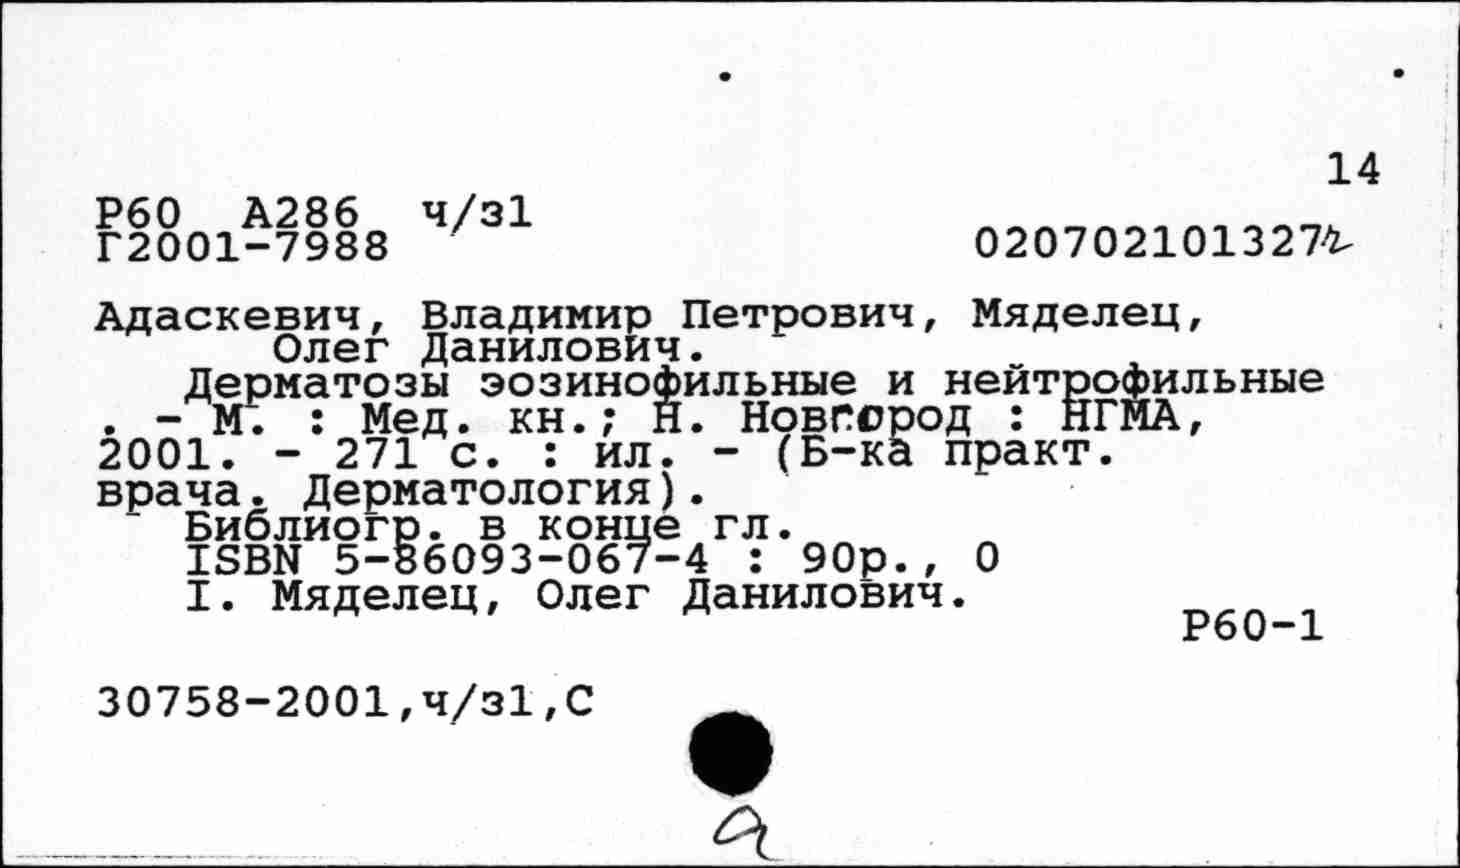 14
Р60 А286 ч/з1
Г2001-7988
020702101327
Адаскевич, Владимир Петрович, Мяделец,
Олег Данилович.
Дерматозы эозинофильные и нейтрофильные
. - М. : Мед. кн.; Н. Новгород : НГМА,
2001. - 271 с. : ил. - (Б-ка практ.
врача. Дерматология).
Библиогр. в конце гл.
ISBN 5-86093-067-4 : 90р., 0
I. Мяделец, Олег Данилович.
Р60-1
30758-2001,ч/з1,С